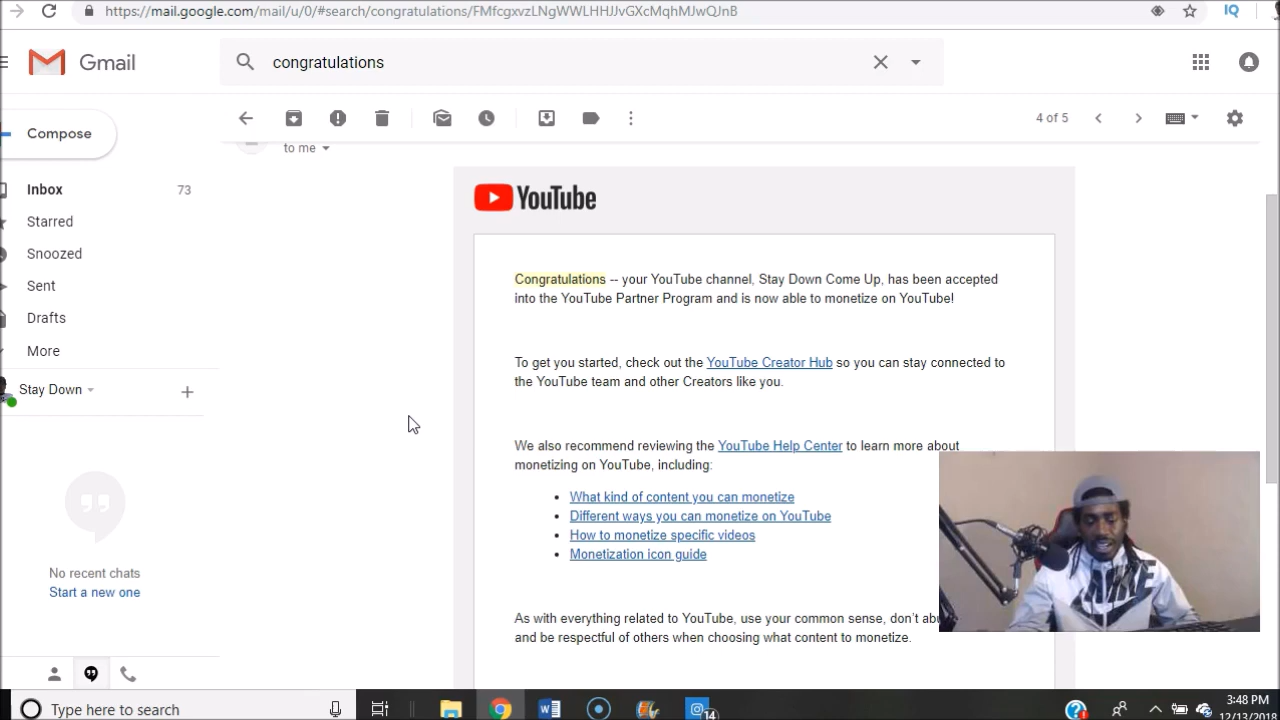 https://mail.google.com/mail/u/0/#search/congratulations/FMfcgxvzLNgWWLHHJJvGXcMqhMJwQJnB
Gmail
congratulations
Compose
4 of 5
to me
Inbox 73
Starred
Snoozed
Sent
Drafts
More
Stay Down
No recent chats
Start a new one
YouTube
Congratulations -- your YouTube channel, Stay Down Come Up, has been accepted
into the YouTube Partner Program and is now able to monetize on YouTube!
To get you started, check out the YouTube Creator Hub so you can stay connected to
the YouTube team and other Creators like you.
We also recommend reviewing the YouTube Help Center to learn more about
monetizing on YouTube, including:
• What kind of content you can monetize
• Different ways you can monetize on YouTube
• How to monetize specific videos
• Monetization icon guide
As with everything related to YouTube, use your common sense, don't
and be respectful of others when choosing what content to monetize.
NIKE
Type here to search
14
3:48 PM
12/13/2018